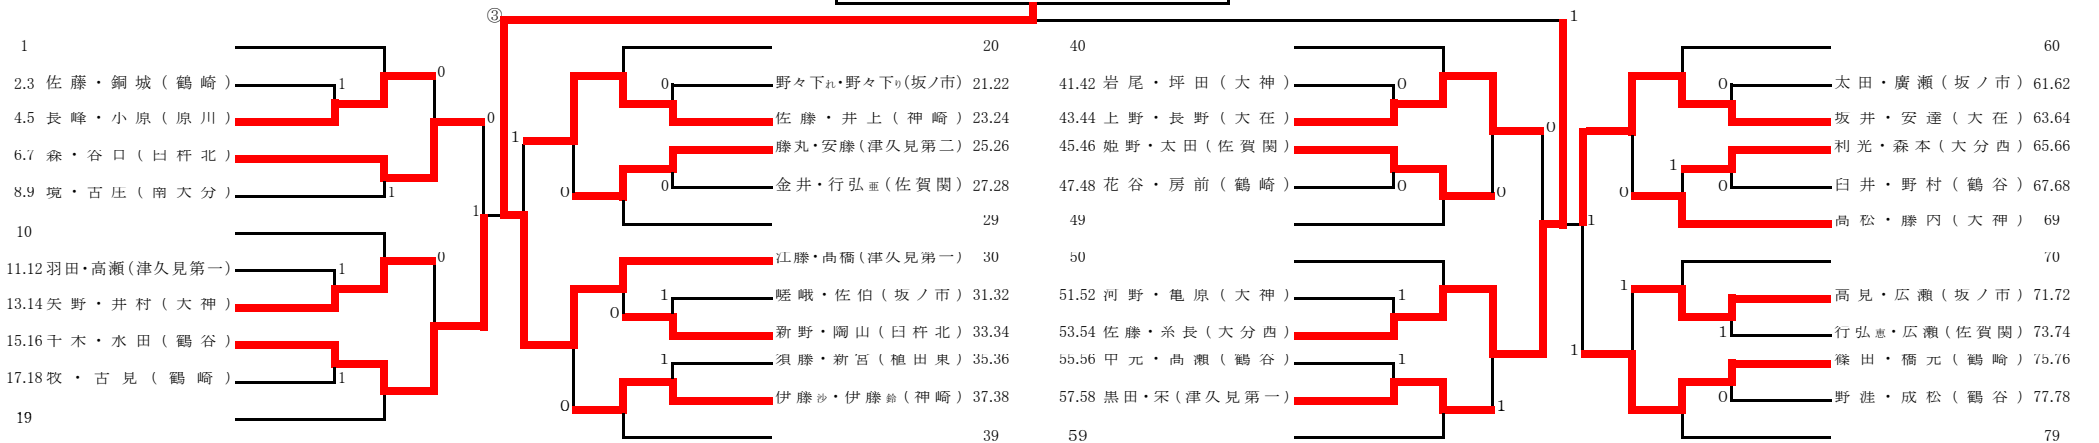 ③ 1
1
2.3 佐藤・銅城(鶴崎) 1 0
4.5 長峰・小原(原川) 0
6.7 森・谷口(臼杵北)
8.9 境・古庄(南大分) 1
1
10
11.12 羽田・高瀬(津久見第一) 1 0
13.14 矢野・井村(大神)
15.16 千木・水田(鶴谷)
17.18 牧・古見(鶴崎) 1
19
20
0 野々下れ・野々下り(坂ノ市) 21.22
1 佐藤・井上(神崎) 23.24
藤丸・安藤(津久見第二) 25.26
0 0 金井・行弘亜(佐賀関) 27.28
29
江藤・高橋(津久見第一) 30
1 嗟峨・佐伯(坂ノ市) 31.32
0 新野・陶山(臼杵北) 33.34
1 須藤・新宮(植田東) 35.36
0 伊藤沙・伊藤鈴(神崎) 37.38
39
40
41.42 岩尾・坪田(大神) 0
43.44 上野・長野(大在) 0
45.46 姫野・太田(佐賀関)
47.48 花谷・房前(鶴崎) 0 0
49
50
51.52 河野・亀原(大神) 1
53.54 佐藤・糸長(大分西)
55.56 甲元・高瀬(鶴谷) 1
57.58 黒田・宋(津久見第一) 1
59
60
0 太田・廣瀬(坂ノ市) 61.62
坂井・安達(大在) 63.64
1 利光・森本(大分西) 65.66
0 0 臼井・野村(鶴谷) 67.68
1 高松・藤内(大神) 69
70
1 高見・広瀬(坂ノ市) 71.72
1 行弘恵・広瀬(佐賀関) 73.74
1 篠田・橋元(鶴崎) 75.76
0 野津・成松(鶴谷) 77.78
79